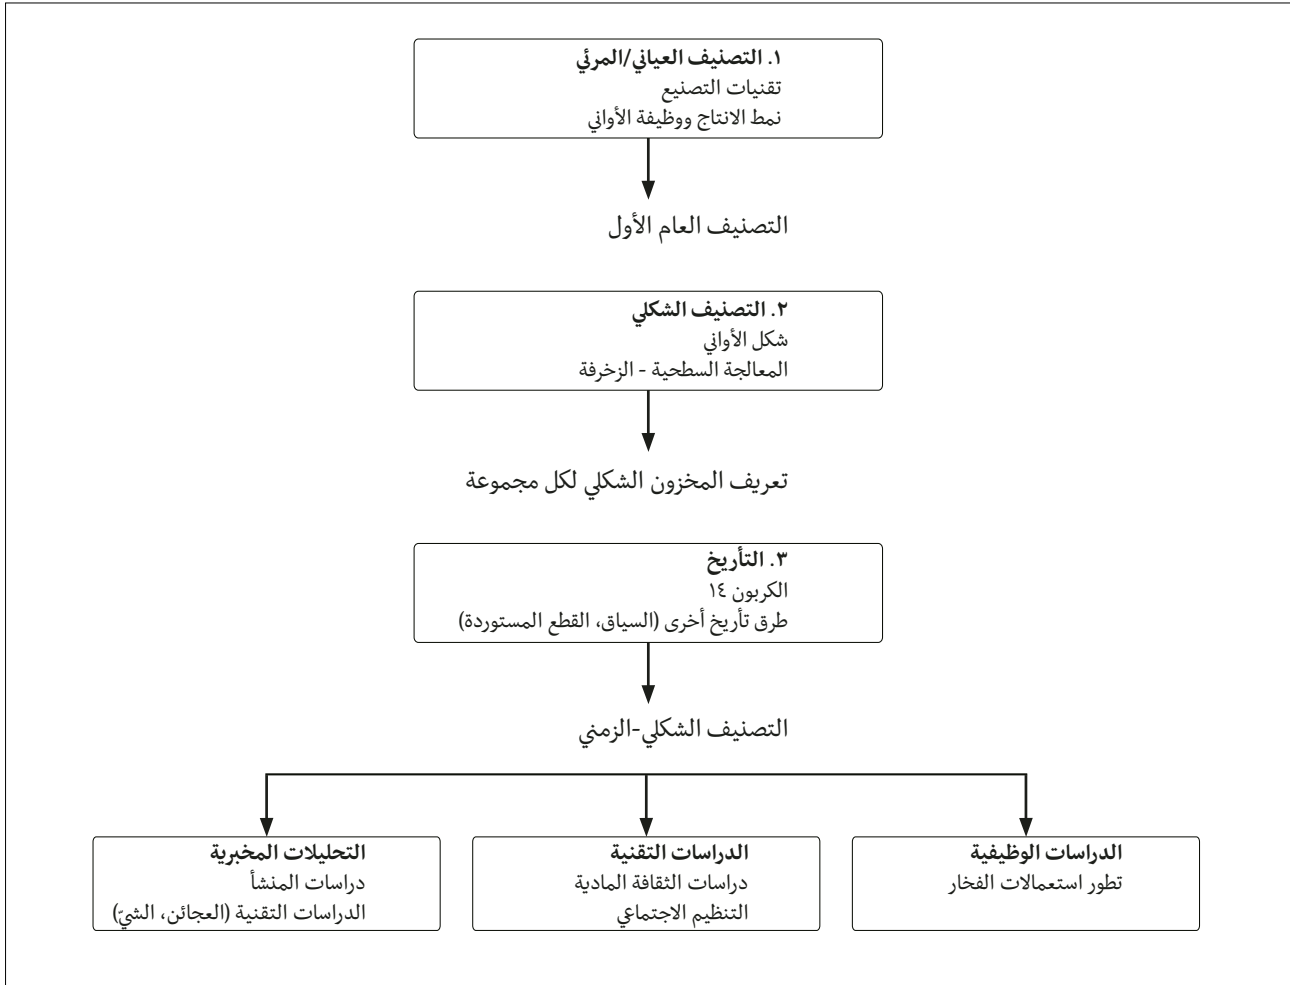 ١. التصنيف العياني/المرئي
تقنيات التصنيع
نمط الانتاج ووظيفة الأواني
التصنيف العام الأول
٢. التصنيف الشكلي
شكل الأواني
المعالجة السطحية - الزخرفة
تعريف المخزون الشكلي لكل مجموعة
٣. التأريخ
الكربون ١٤
طرق تأريخ أخرى (السياق، القطع المستوردة)
التصنيف الشكلي-الزمني
الدراسات الوظيفية
تطور استعمالات الفخار
الدراسات التقنية
دراسات الثقافة المادية
التنظيم الاجتماعي
التحليلات المخبرية
دراسات المنشأ
الدراسات التقنية (العجائن، الشيّ)